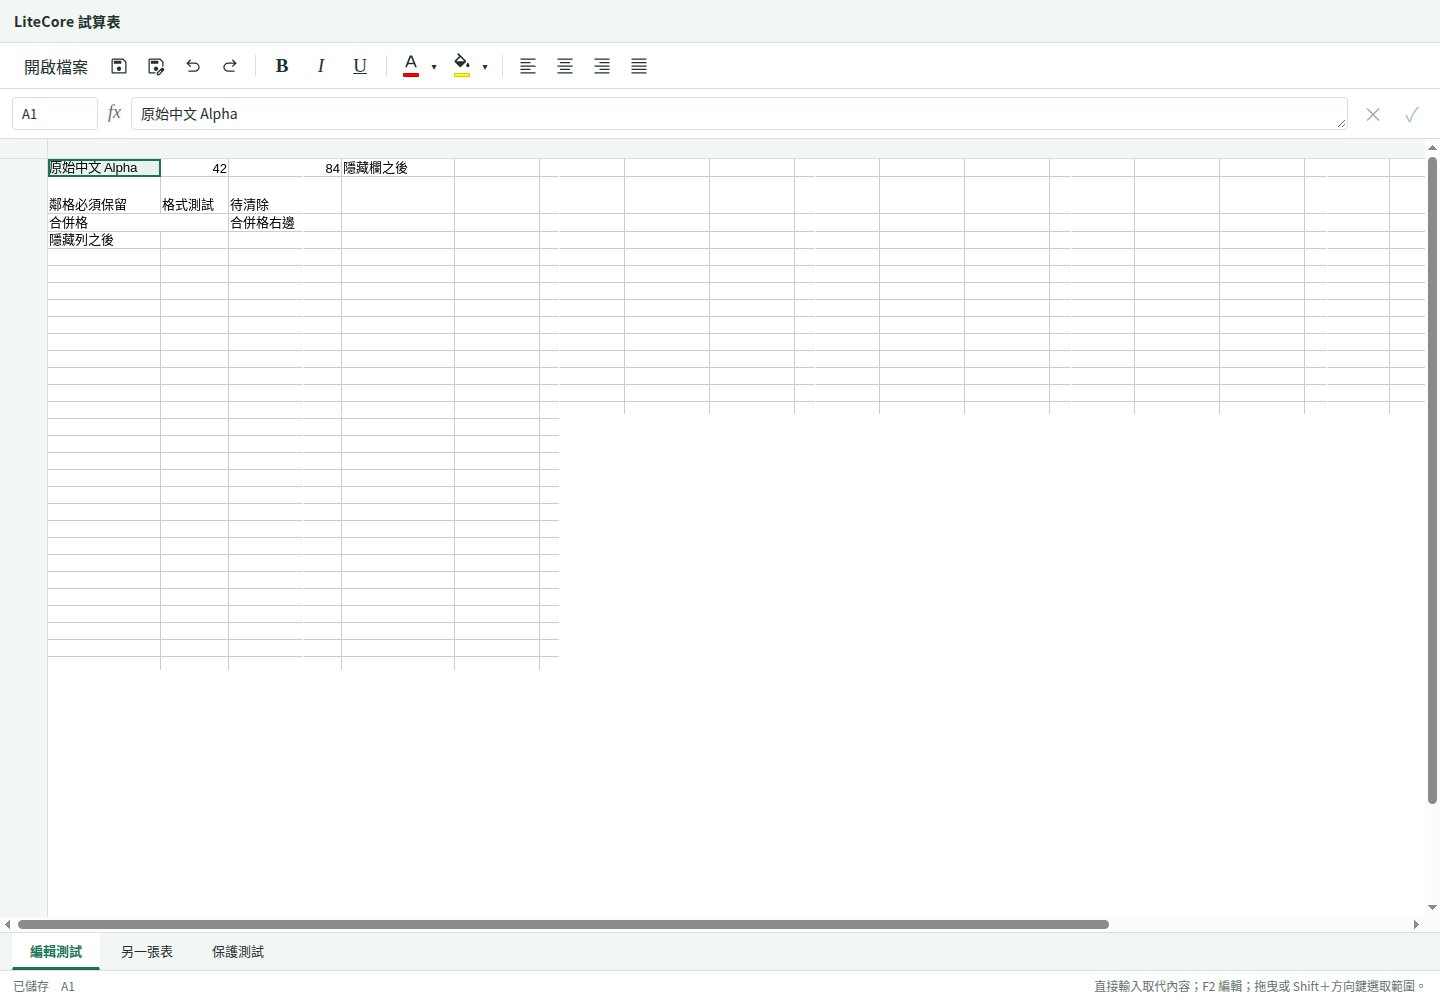 LiteCore 試算表
開啟檔案 B I U A
A1 fx 原始中文 Alpha
原始中文 Alpha 42 84 隱藏欄之後
鄰格必須保留 格式測試 待清除
合併格 合併格右邊
隱藏列之後
編輯測試 另一張表 保護測試
已儲存 A1 直接輸入取代內容；F2 編輯；拖曳或 Shift＋方向鍵選取範圍。